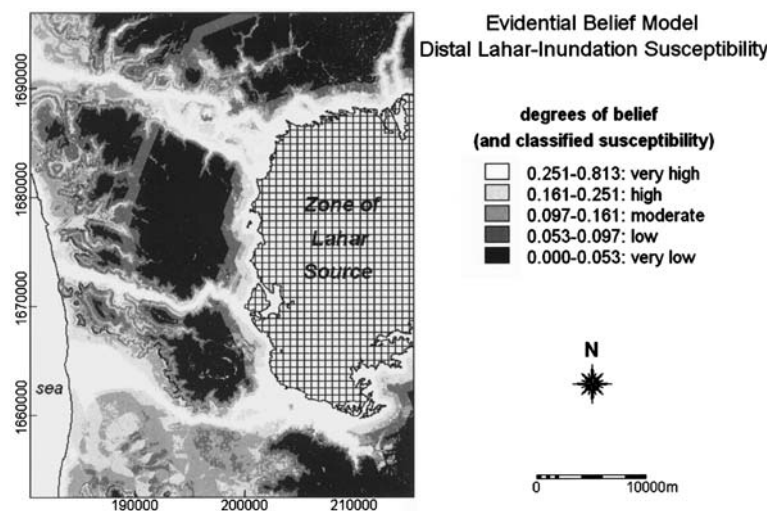 Evidential Belief Model
Distal Lahar-Inundation Susceptibility
degrees of belief
(and classified susceptibility)
0.251-0.813: very high
0.161-0.251: high
0.097-0.161: moderate
0.053-0.097: low
0.000-0.053: very low
N
0 10000m
1690000
1680000
1670000
1660000
Zone of
Lahar
Source
sea
190000 200000 210000